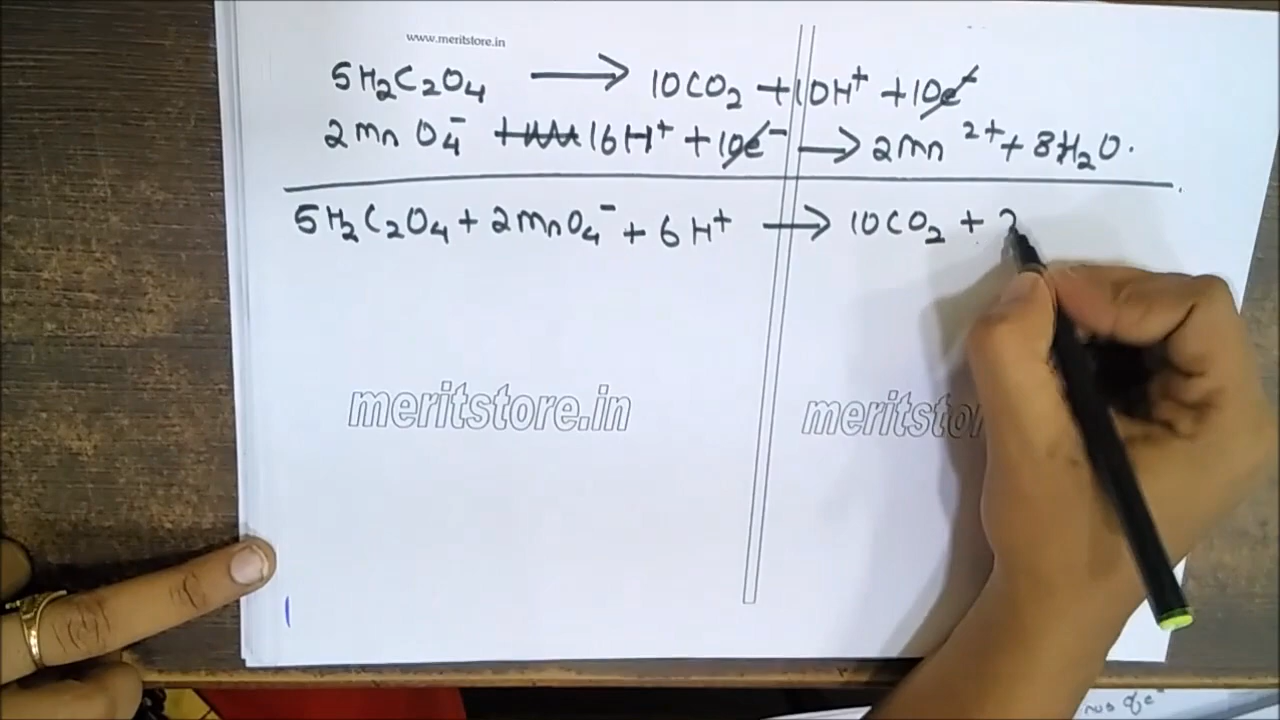 www.meritstore.in
5H₂C₂O₄ ⟶ 10CO₂ + 10H⁺ + 10e⁻
2MnO₄⁻ + 16H⁺ + 10e⁻ ⟶ 2Mn²⁺ + 8H₂O.
5H₂C₂O₄ + 2MnO₄⁻ + 6H⁺ ⟶ 10CO₂ + 2
meritstore.in meritstor